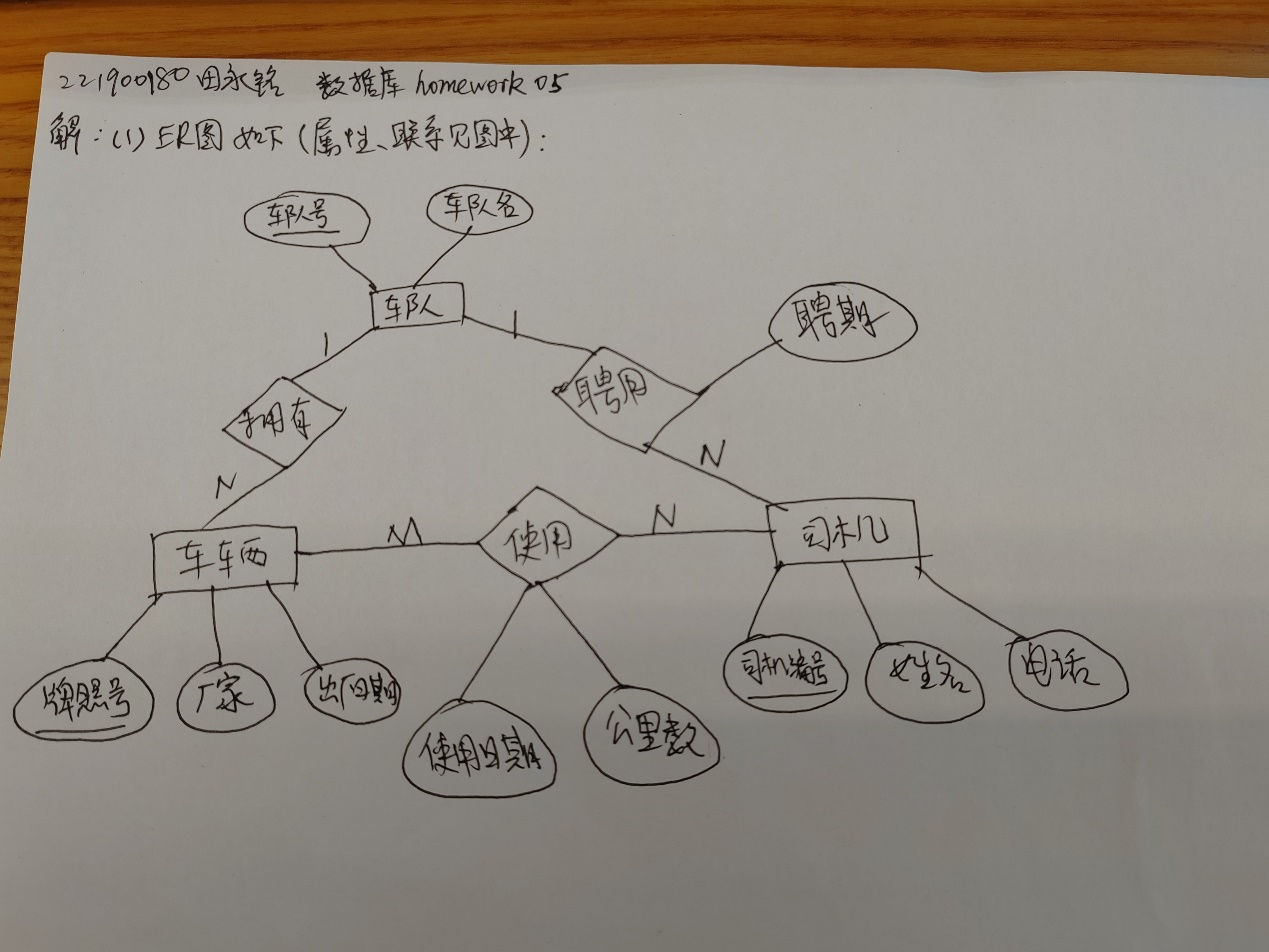 221900980 田永铭 数据库 homework 05
解：(1) ER图如下（属性、联系见图中）：
车队号
车队名
车队
聘期
1
1
聘用
拥有
N
N
M
N
使用
司机
车辆
司机编号
姓名
电话
牌照号
厂家
出厂日期
使用日期
公里数